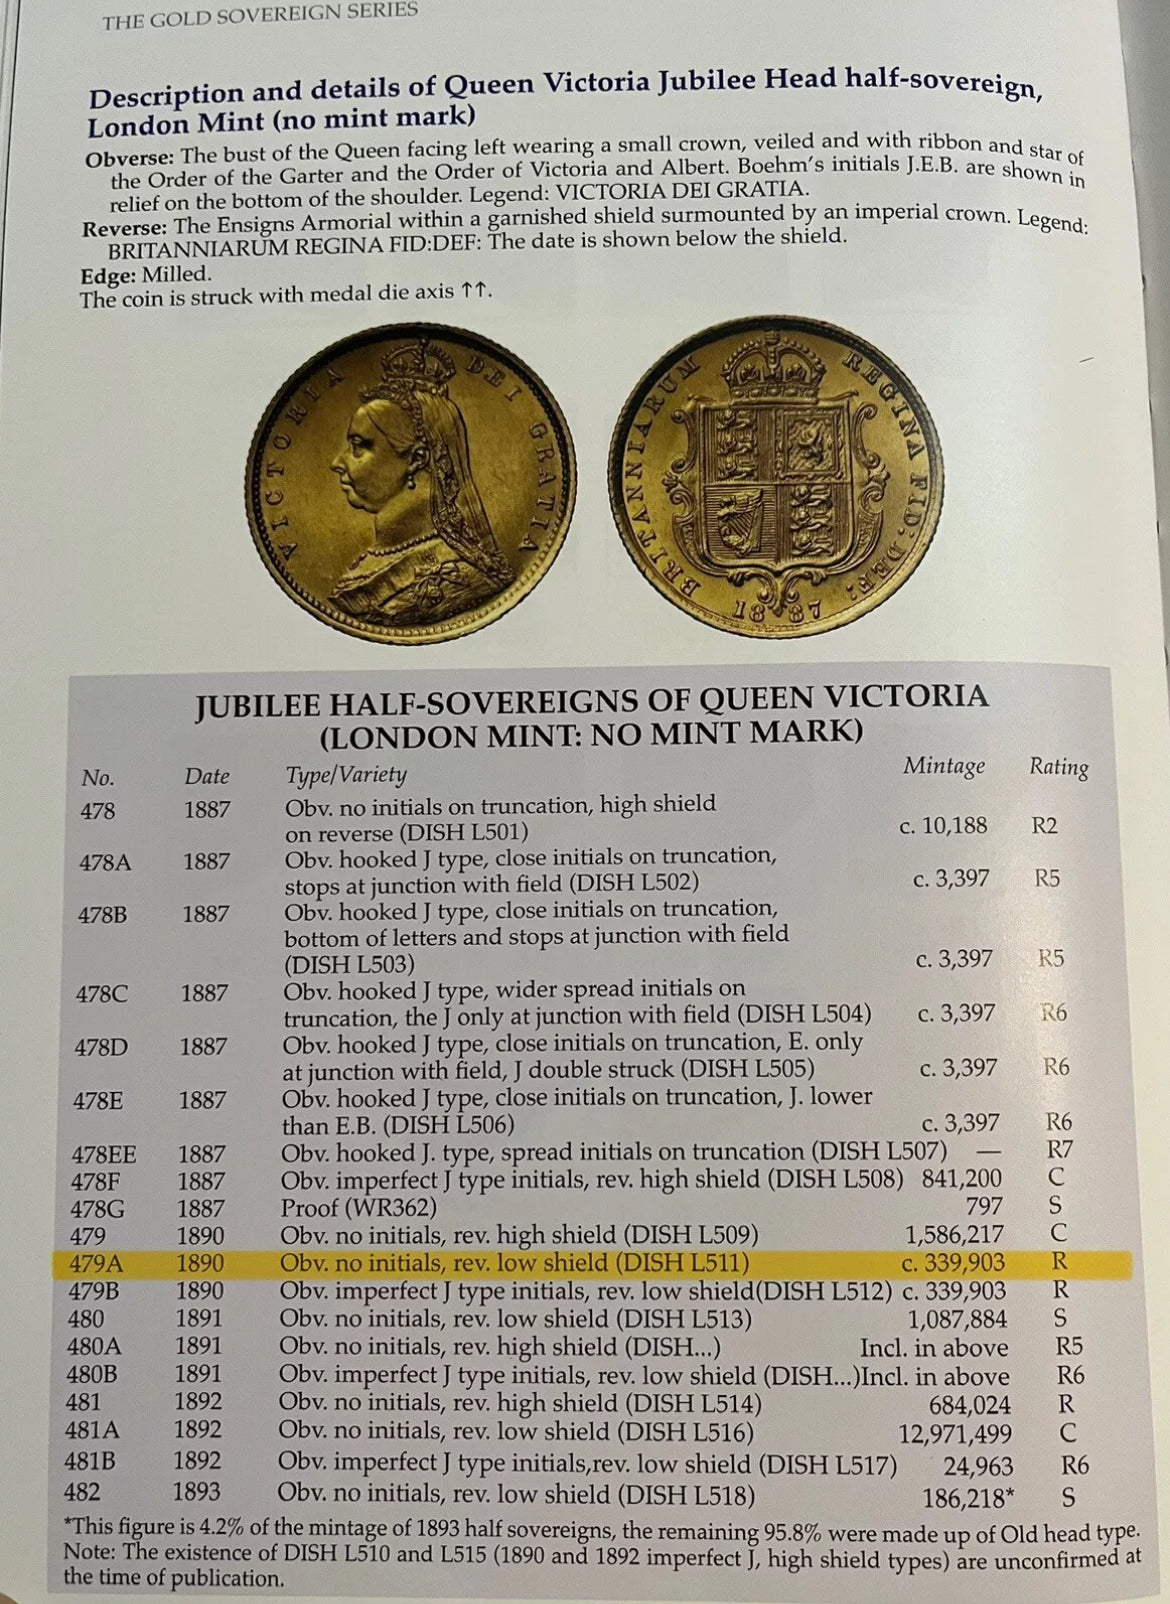 THE GOLD SOVEREIGN SERIES
Description and details of Queen Victoria Jubilee Head half-sovereign,
London Mint (no mint mark)
Obverse: The bust of the Queen facing left wearing a small crown, veiled and with ribbon and star of
the Order of the Garter and the Order of Victoria and Albert. Boehm's initials J.E.B. are shown in
relief on the bottom of the shoulder. Legend: VICTORIA DEI GRATIA.
Reverse: The Ensigns Armorial within a garnished shield surmounted by an imperial crown. Legend:
BRITANNIARUM REGINA FID:DEF: The date is shown below the shield.
Edge: Milled.
The coin is struck with medal die axis ↑↑.
VICTORIA DEI GRATIA
BRITANNIARUM REGINA FID: DEF:
1887
JUBILEE HALF-SOVEREIGNS OF QUEEN VICTORIA
(LONDON MINT: NO MINT MARK)
No. Date Type/Variety Mintage Rating
478 1887 Obv. no initials on truncation, high shield
on reverse (DISH L501) c. 10,188 R2
478A 1887 Obv. hooked J type, close initials on truncation,
stops at junction with field (DISH L502) c. 3,397 R5
478B 1887 Obv. hooked J type, close initials on truncation,
bottom of letters and stops at junction with field
(DISH L503) c. 3,397 R5
478C 1887 Obv. hooked J type, wider spread initials on
truncation, the J only at junction with field (DISH L504) c. 3,397 R6
478D 1887 Obv. hooked J type, close initials on truncation, E. only
at junction with field, J double struck (DISH L505) c. 3,397 R6
478E 1887 Obv. hooked J type, close initials on truncation, J. lower
than E.B. (DISH L506) c. 3,397 R6
478EE 1887 Obv. hooked J. type, spread initials on truncation (DISH L507) — R7
478F 1887 Obv. imperfect J type initials, rev. high shield (DISH L508) 841,200 C
478G 1887 Proof (WR362) 797 S
479 1890 Obv. no initials, rev. high shield (DISH L509) 1,586,217 C
479A 1890 Obv. no initials, rev. low shield (DISH L511) c. 339,903 R
479B 1890 Obv. imperfect J type initials, rev. low shield(DISH L512) c. 339,903 R
480 1891 Obv. no initials, rev. low shield (DISH L513) 1,087,884 S
480A 1891 Obv. no initials, rev. high shield (DISH...) Incl. in above R5
480B 1891 Obv. imperfect J type initials, rev. low shield (DISH...)Incl. in above R6
481 1892 Obv. no initials, rev. high shield (DISH L514) 684,024 R
481A 1892 Obv. no initials, rev. low shield (DISH L516) 12,971,499 C
481B 1892 Obv. imperfect J type initials,rev. low shield (DISH L517) 24,963 R6
482 1893 Obv. no initials, rev. low shield (DISH L518) 186,218* S
*This figure is 4.2% of the mintage of 1893 half sovereigns, the remaining 95.8% were made up of Old head type.
Note: The existence of DISH L510 and L515 (1890 and 1892 imperfect J, high shield types) are unconfirmed at
the time of publication.